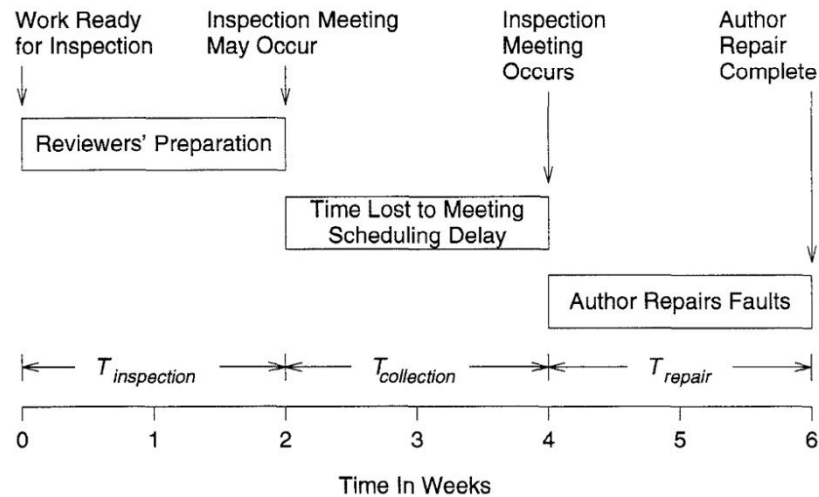 Work Ready
for Inspection
Inspection Meeting
May Occur
Inspection
Meeting
Occurs
Author
Repair
Complete
Reviewers' Preparation
Time Lost to Meeting
Scheduling Delay
Author Repairs Faults
T inspection
T collection
T repair
0 1 2 3 4 5 6
Time In Weeks